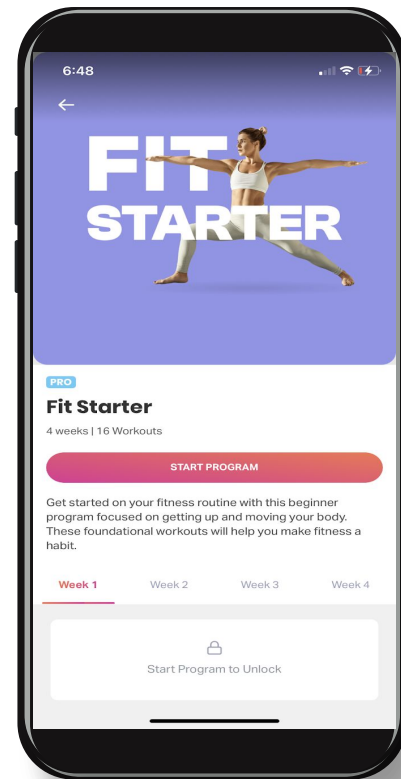 6:48
FIT
STARTER
PRO
Fit Starter
4 weeks | 16 Workouts
START PROGRAM
Get started on your fitness routine with this beginner
program focused on getting up and moving your body.
These foundational workouts will help you make fitness a
habit.
Week 1 Week 2 Week 3 Week 4
Start Program to Unlock